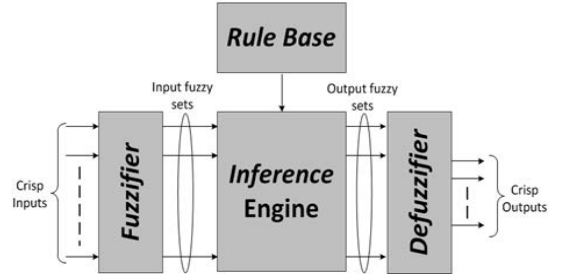 Rule Base
Input fuzzy
sets
Output fuzzy
sets
Crisp
Inputs
Fuzzifier
Inference
Engine
Defuzzifier
Crisp
Outputs